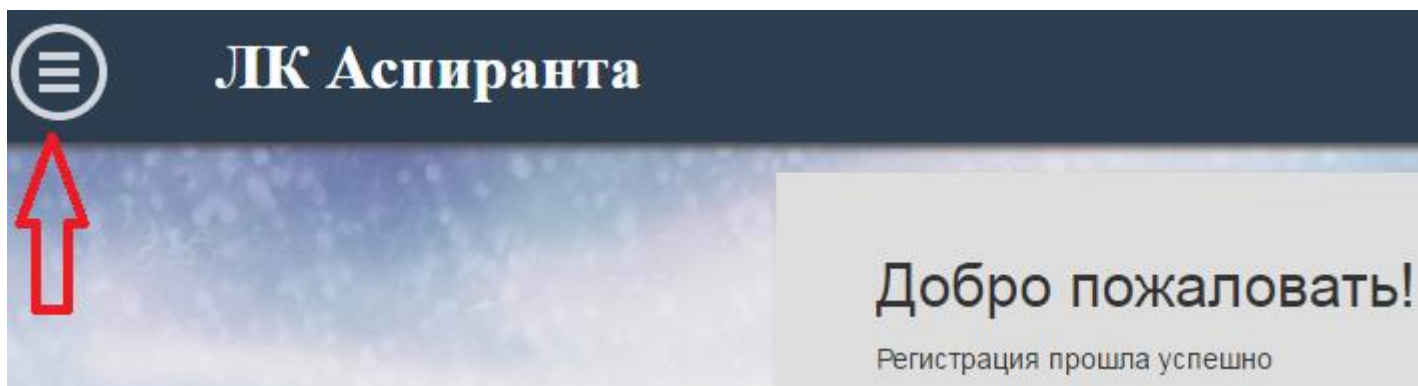 ЛК Аспиранта
Добро пожаловать!
Регистрация прошла успешно